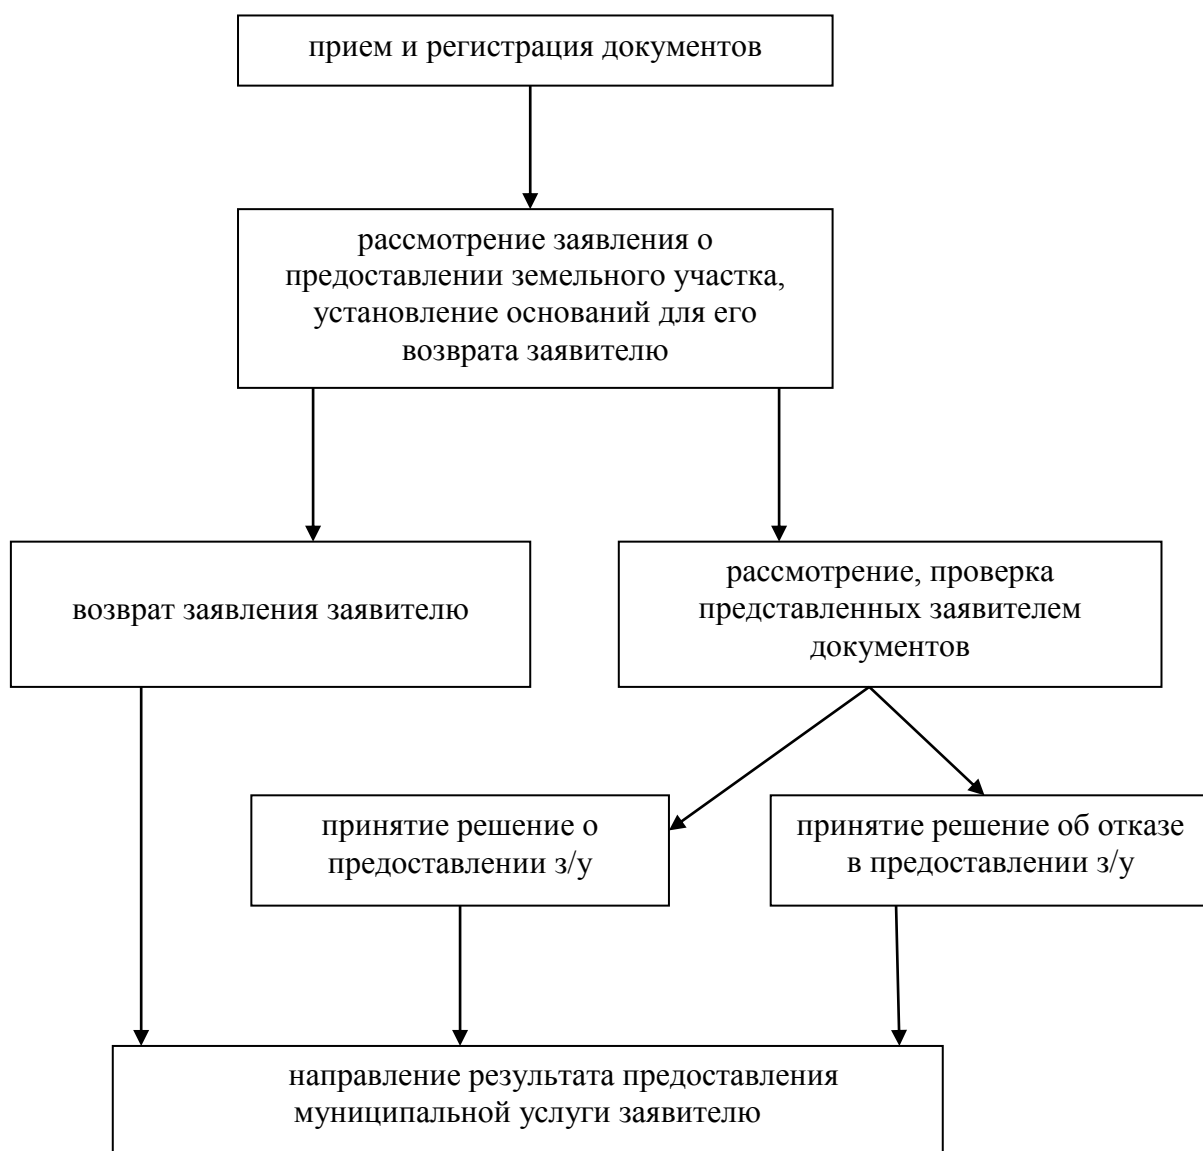 прием и регистрация документов
рассмотрение заявления о
предоставлении земельного участка,
установление оснований для его
возврата заявителю
возврат заявления заявителю
рассмотрение, проверка
представленных заявителем
документов
принятие решение о
предоставлении з/у
принятие решение об отказе
в предоставлении з/у
направление результата предоставления
муниципальной услуги заявителю